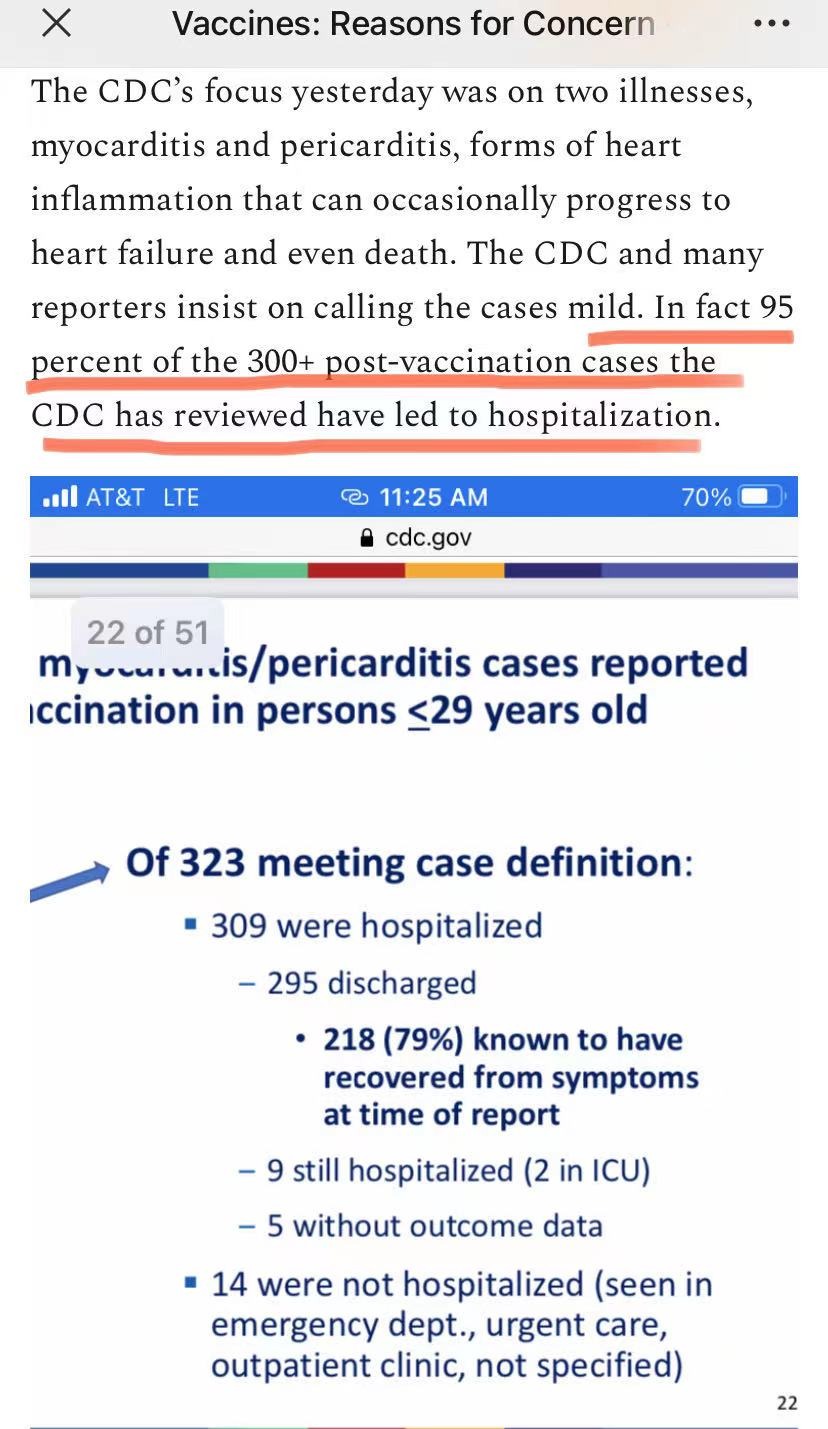 Vaccines: Reasons for Concern
The CDC’s focus yesterday was on two illnesses,
myocarditis and pericarditis, forms of heart
inflammation that can occasionally progress to
heart failure and even death. The CDC and many
reporters insist on calling the cases mild. In fact 95
percent of the 300+ post-vaccination cases the
CDC has reviewed have led to hospitalization.
AT&T LTE 11:25 AM 70%
cdc.gov
22 of 51
is/pericarditis cases reported
ccination in persons ≤29 years old
Of 323 meeting case definition:
▪ 309 were hospitalized
– 295 discharged
• 218 (79%) known to have
recovered from symptoms
at time of report
– 9 still hospitalized (2 in ICU)
– 5 without outcome data
▪ 14 were not hospitalized (seen in
emergency dept., urgent care,
outpatient clinic, not specified)
22